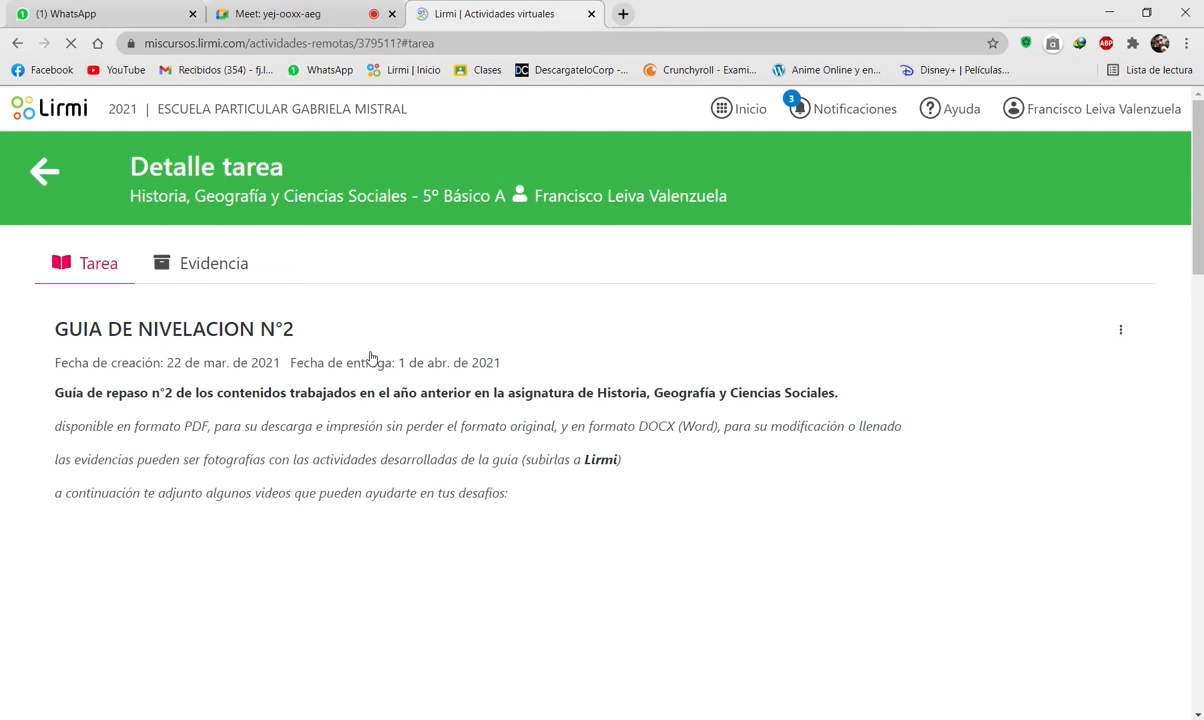 (1) WhatsApp
Meet: yej-ooxx-aeg
Lirmi | Actividades virtuales
miscursos.lirmi.com/actividades-remotas/379511?#tarea
Facebook
YouTube
Recibidos (354) - fj.l...
WhatsApp
Lirmi | Inicio
Clases
DescargateloCorp -...
Crunchyroll - Exami...
Anime Online y en...
Disney+ | Películas...
Lista de lectura
Lirmi 2021 | ESCUELA PARTICULAR GABRIELA MISTRAL
Inicio
3
Notificaciones
Ayuda
Francisco Leiva Valenzuela
Detalle tarea
Historia, Geografía y Ciencias Sociales - 5º Básico A Francisco Leiva Valenzuela
Tarea
Evidencia
GUIA DE NIVELACION N°2
Fecha de creación: 22 de mar. de 2021 Fecha de entrega: 1 de abr. de 2021
Guía de repaso n°2 de los contenidos trabajados en el año anterior en la asignatura de Historia, Geografía y Ciencias Sociales.
disponible en formato PDF, para su descarga e impresión sin perder el formato original, y en formato DOCX (Word), para su modificación o llenado
las evidencias pueden ser fotografías con las actividades desarrolladas de la guía (subirlas a Lirmi)
a continuación te adjunto algunos videos que pueden ayudarte en tus desafíos: